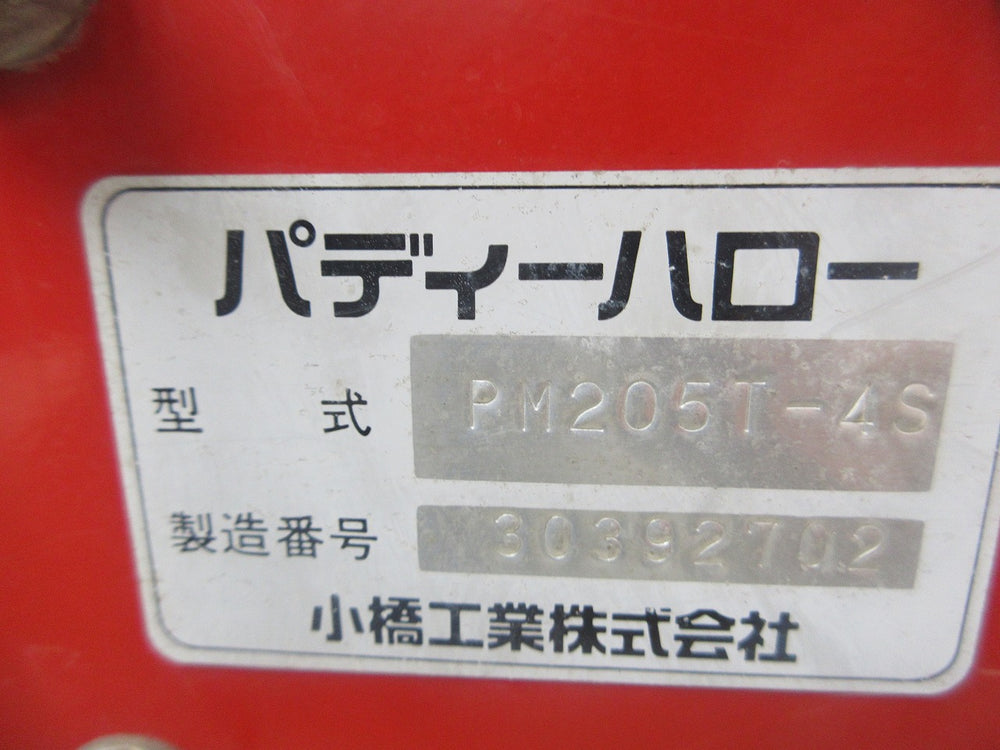 パディーハロー
型式 PM205T-4S
製造番号 30392702
小橋工業株式会社